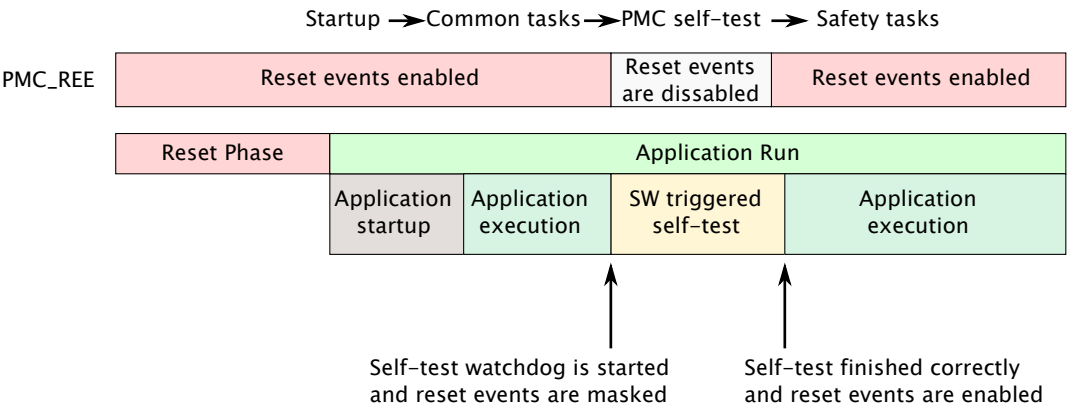 Startup Common tasks PMC self-test Safety tasks
PMC_REE
Reset events enabled
Reset events
are dissabled
Reset events enabled
Reset Phase
Application Run
Application
startup
Application
execution
SW triggered
self-test
Application
execution
Self-test watchdog is started
and reset events are masked
Self-test finished correctly
and reset events are enabled